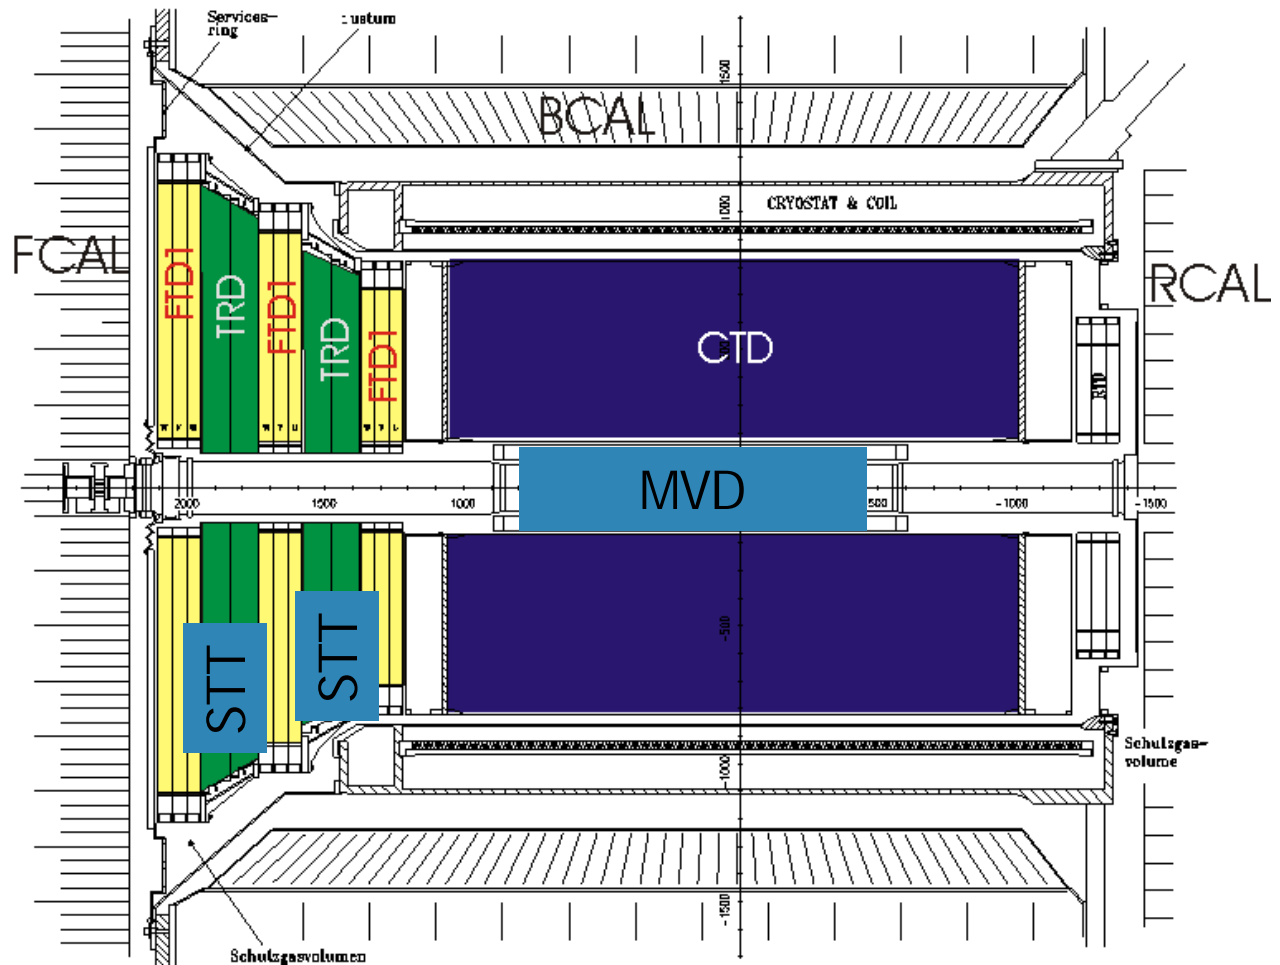 Services-
ring
BCAL
1500
CRYOSTAT & COIL
1000
FCAL
RCAL
FTD1
TRD
FTD1
TRD
FTD1
CTD
RTD
MVD
2000
1500
1000
500
-1000
-1500
STT
STT
-500
-1000
Schutzgas-
volume
-1500
Schutzgasvolumen